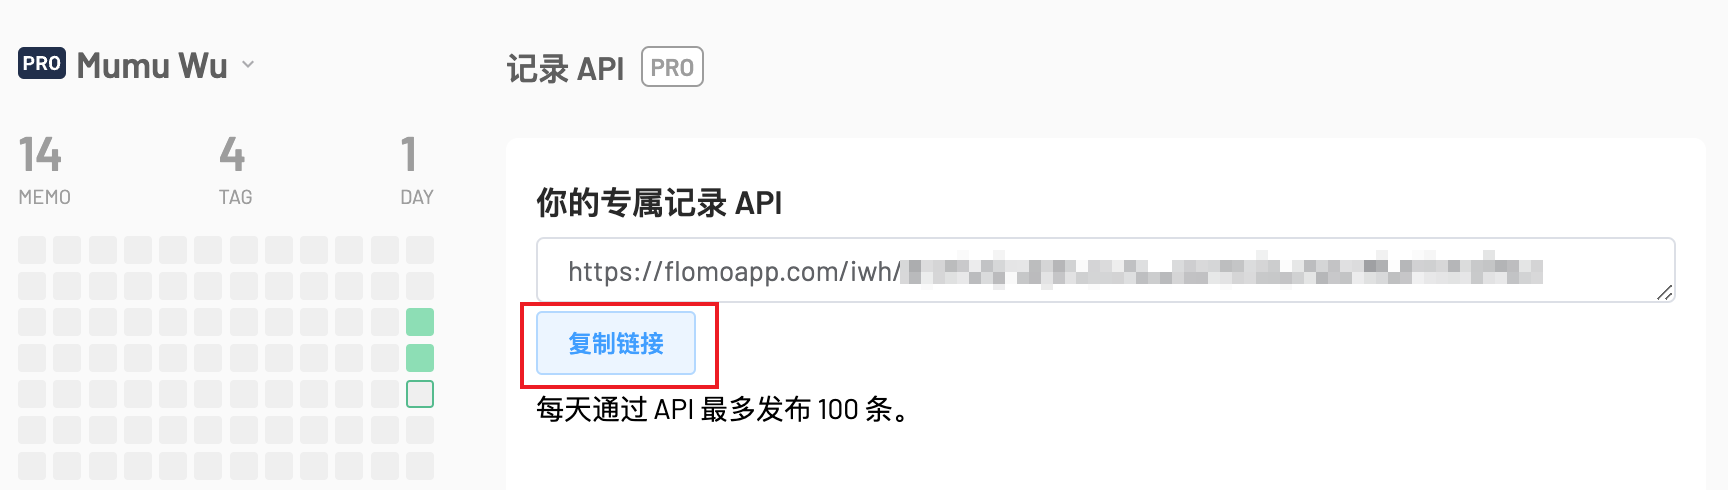 PRO Mumu Wu
14 4 1
MEMO TAG DAY
记录 API PRO
你的专属记录 API
https://flomoapp.com/iwh/
复制链接
每天通过 API 最多发布 100 条。